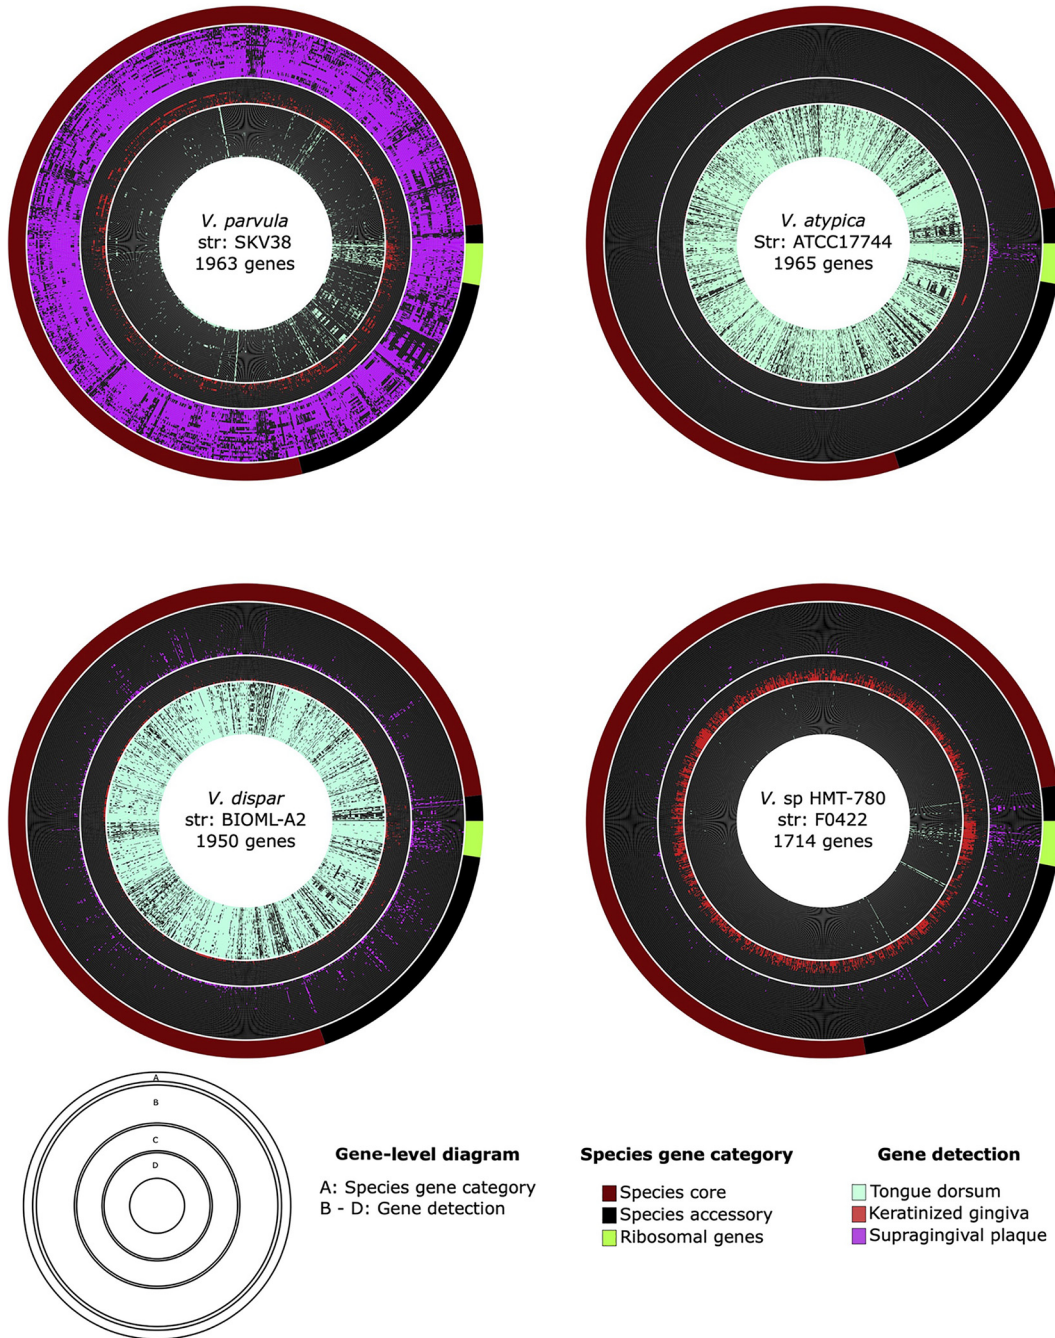 V. parvula
str: SKV38
1963 genes
V. atypica
Str: ATCC17744
1965 genes
V. dispar
str: BIOML-A2
1950 genes
V. sp HMT-780
str: F0422
1714 genes
A
B
C
D
Gene-level diagram
A: Species gene category
B - D: Gene detection
Species gene category
Species core
Species accessory
Ribosomal genes
Gene detection
Tongue dorsum
Keratinized gingiva
Supragingival plaque